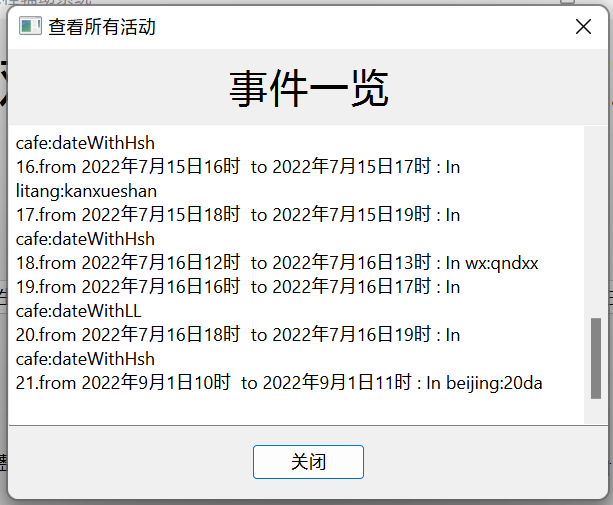 查看所有活动
事件一览
cafe:dateWithHsh
16.from 2022年7月15日16时  to 2022年7月15日17时 : In
litang:kanxueshan
17.from 2022年7月15日18时  to 2022年7月15日19时 : In
cafe:dateWithHsh
18.from 2022年7月16日12时  to 2022年7月16日13时 : In wx:qndxx
19.from 2022年7月16日16时  to 2022年7月16日17时 : In
cafe:dateWithLL
20.from 2022年7月16日18时  to 2022年7月16日19时 : In
cafe:dateWithHsh
21.from 2022年9月1日10时  to 2022年9月1日11时 : In beijing:20da
关闭